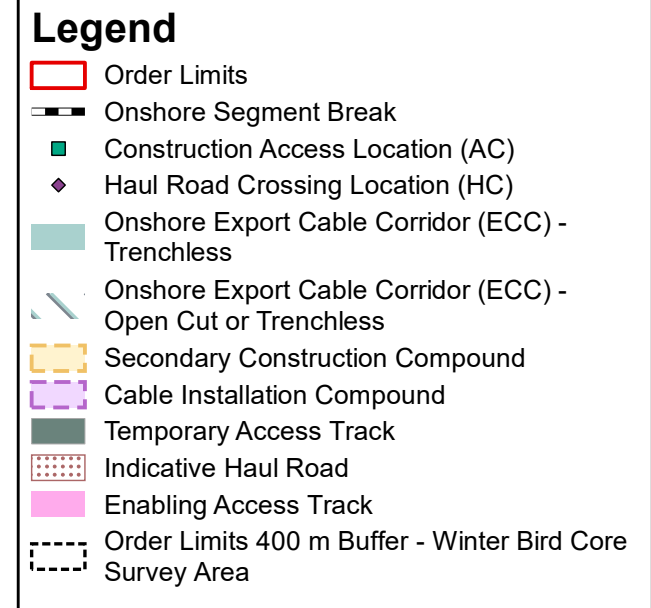 Legend
Order Limits
Onshore Segment Break
Construction Access Location (AC)
Haul Road Crossing Location (HC)
Onshore Export Cable Corridor (ECC) -
Trenchless
Onshore Export Cable Corridor (ECC) -
Open Cut or Trenchless
Secondary Construction Compound
Cable Installation Compound
Temporary Access Track
Indicative Haul Road
Enabling Access Track
Order Limits 400 m Buffer - Winter Bird Core
Survey Area